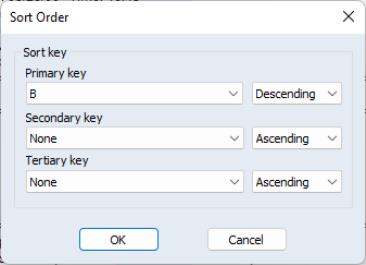 Sort Order
Sort key
Primary key
B Descending
Secondary key
None Ascending
Tertiary key
None Ascending
OK Cancel